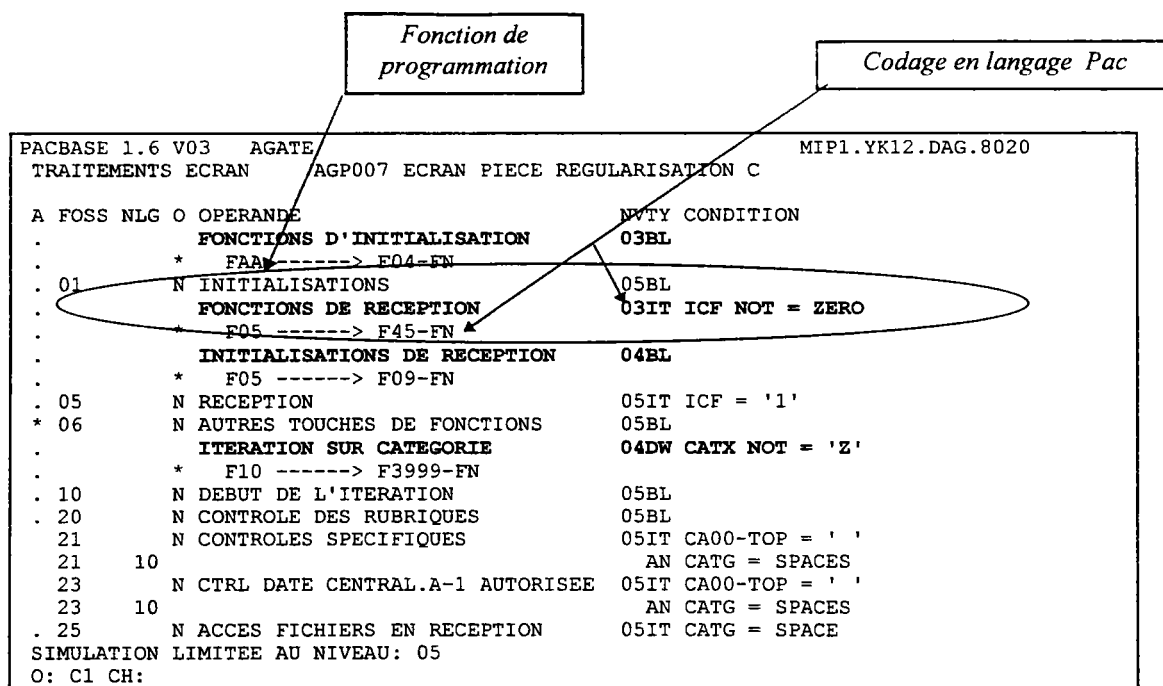 Fonction de
programmation
Codage en langage Pac
PACBASE 1.6 V03 AGATE MIP1.YK12.DAG.8020
TRAITEMENTS ECRAN AGP007 ECRAN PIECE REGULARISATION C
A FOSS NLG O OPERANDE NVTY CONDITION
. FONCTIONS D'INITIALISATION 03BL
. * FAA ------> F04-FN
. 01 N INITIALISATIONS 05BL
. FONCTIONS DE RECEPTION 03IT ICF NOT = ZERO
. * F05 ------> F45-FN
. INITIALISATIONS DE RECEPTION 04BL
. * F05 ------> F09-FN
. 05 N RECEPTION 05IT ICF = '1'
* 06 N AUTRES TOUCHES DE FONCTIONS 05BL
. ITERATION SUR CATEGORIE 04DW CATX NOT = 'Z'
. * F10 ------> F3999-FN
. 10 N DEBUT DE L'ITERATION 05BL
. 20 N CONTROLE DES RUBRIQUES 05BL
21 N CONTROLES SPECIFIQUES 05IT CA00-TOP = ' '
21 10 AN CATG = SPACES
23 N CTRL DATE CENTRAL.A-1 AUTORISEE 05IT CA00-TOP = ' '
23 10 AN CATG = SPACES
. 25 N ACCES FICHIERS EN RECEPTION 05IT CATG = SPACE
SIMULATION LIMITEE AU NIVEAU: 05
O: C1 CH: